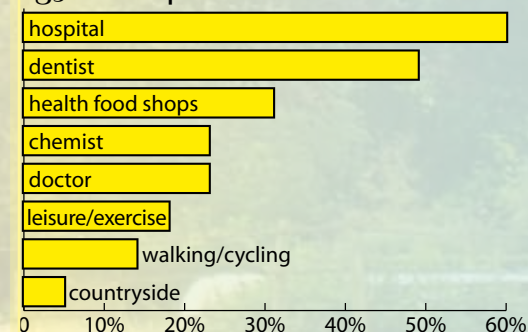 hospital
dentist
health food shops
chemist
doctor
leisure/exercise
walking/cycling
countryside
0 10% 20% 30% 40% 50% 60%